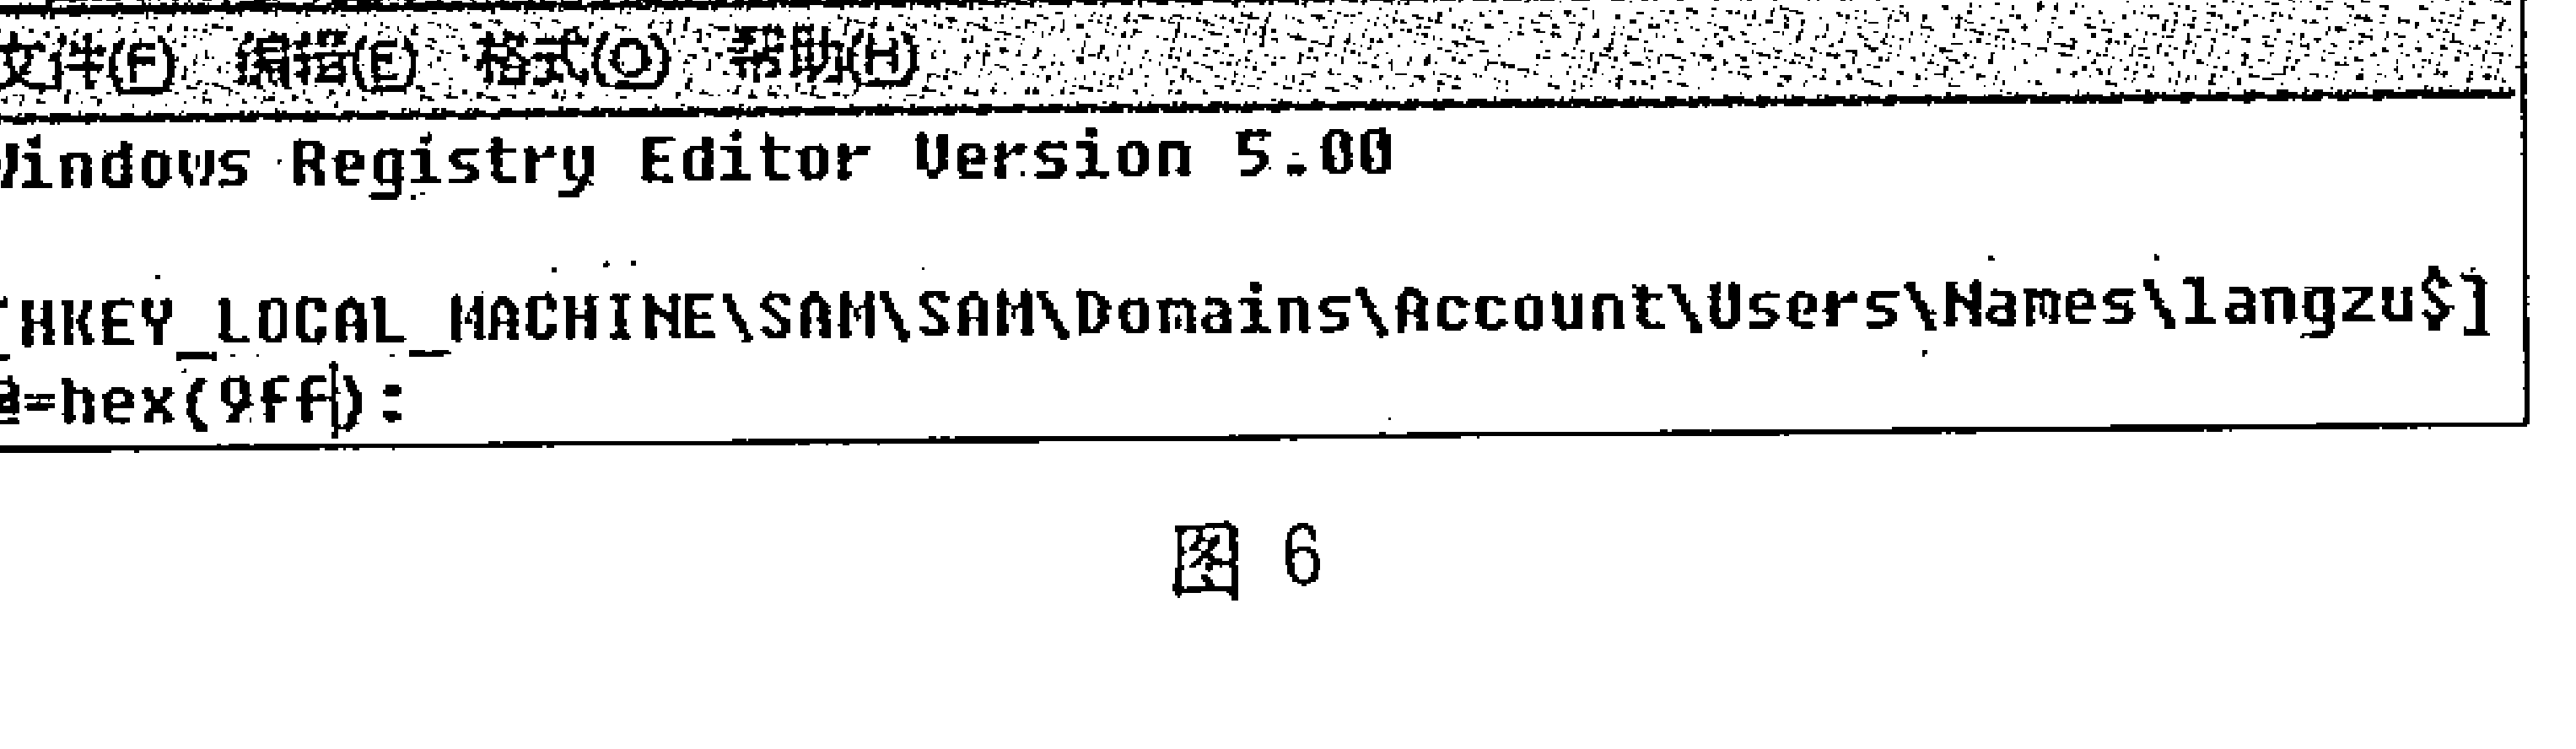 文件(F) 编辑(E) 格式(O) 帮助(H)
Windows Registry Editor Version 5.00
[HKEY_LOCAL_MACHINE\SAM\SAM\Domains\Account\Users\Names\langzu$]
@=hex(9ff):
图 6